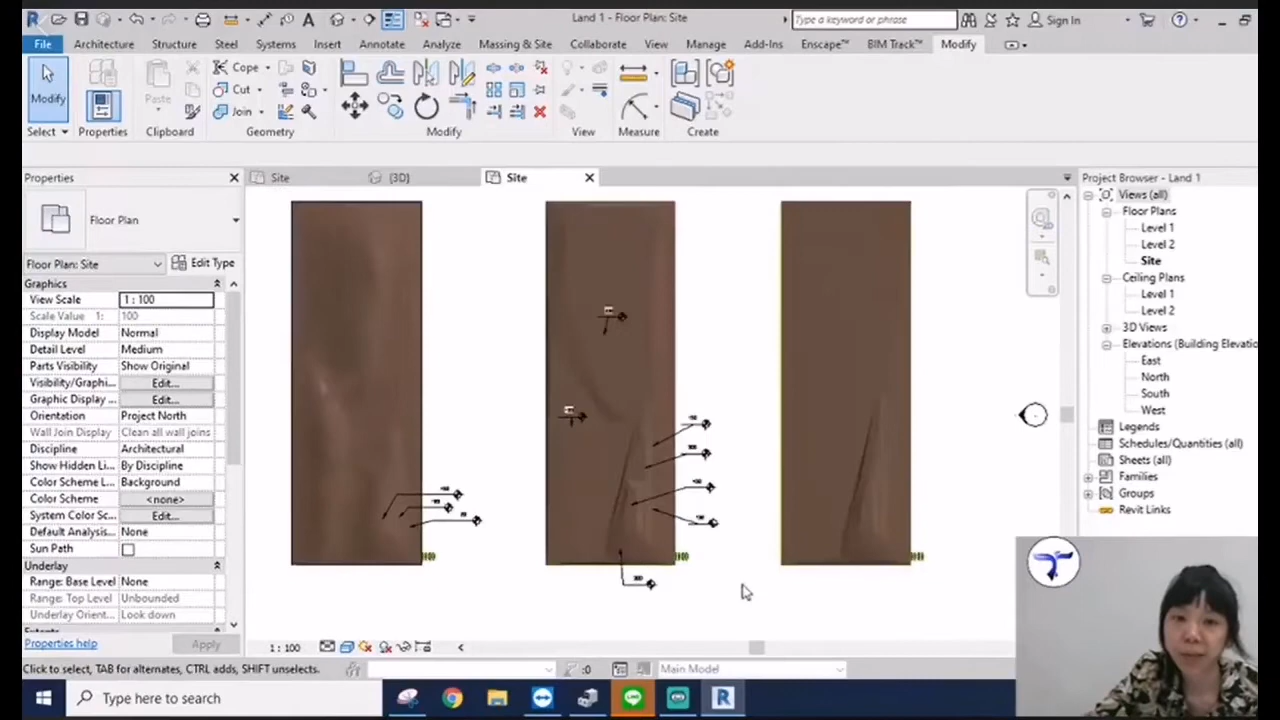 Land 1 - Floor Plan: Site
Type a keyword or phrase
Sign In
File
Architecture
Structure
Steel
Systems
Insert
Annotate
Analyze
Massing & Site
Collaborate
View
Manage
Add-Ins
Enscape™
BIM Track™
Modify
Modify
Paste
Cope
Cut
Join
Select
Properties
Clipboard
Geometry
Modify
View
Measure
Create
Properties
Site
{3D}
Site
Project Browser - Land 1
Floor Plan
Floor Plan: Site
Edit Type
Graphics
View Scale
1 : 100
Scale Value 1:
100
Display Model
Normal
Detail Level
Medium
Parts Visibility
Show Original
Visibility/Graphi...
Edit...
Graphic Display ...
Edit...
Orientation
Project North
Wall Join Display
Clean all wall joins
Discipline
Architectural
Show Hidden Li...
By Discipline
Color Scheme L...
Background
Color Scheme
<none>
System Color Sc...
Edit...
Default Analysis...
None
Sun Path
Underlay
Range: Base Level
None
Range: Top Level
Unbounded
Underlay Orient...
Look down
Properties help
Apply
Views (all)
Floor Plans
Level 1
Level 2
Site
Ceiling Plans
Level 1
Level 2
3D Views
Elevations (Building Elevatio
East
North
South
West
Legends
Schedules/Quantities (all)
Sheets (all)
Families
Groups
Revit Links
1 : 100
Click to select, TAB for alternates, CTRL adds, SHIFT unselects.
:0
Main Model
Type here to search